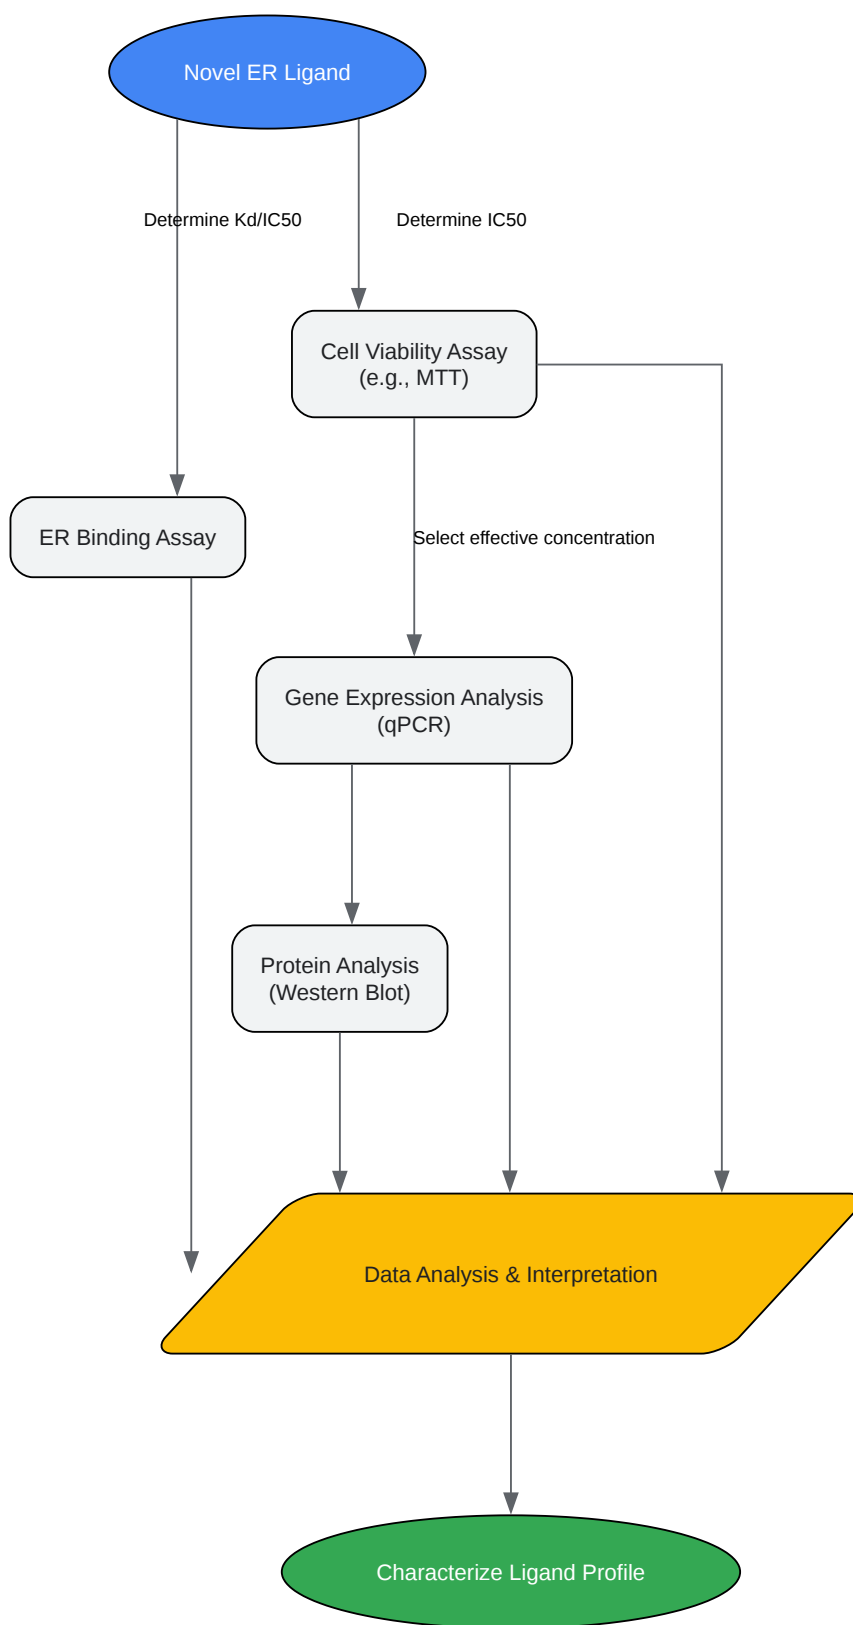 Novel ER Ligand
Determine Kd/IC50
Determine IC50
Cell Viability Assay
(e.g., MTT)
ER Binding Assay
Select effective concentration
Gene Expression Analysis
(qPCR)
Protein Analysis
(Western Blot)
Data Analysis & Interpretation
Characterize Ligand Profile